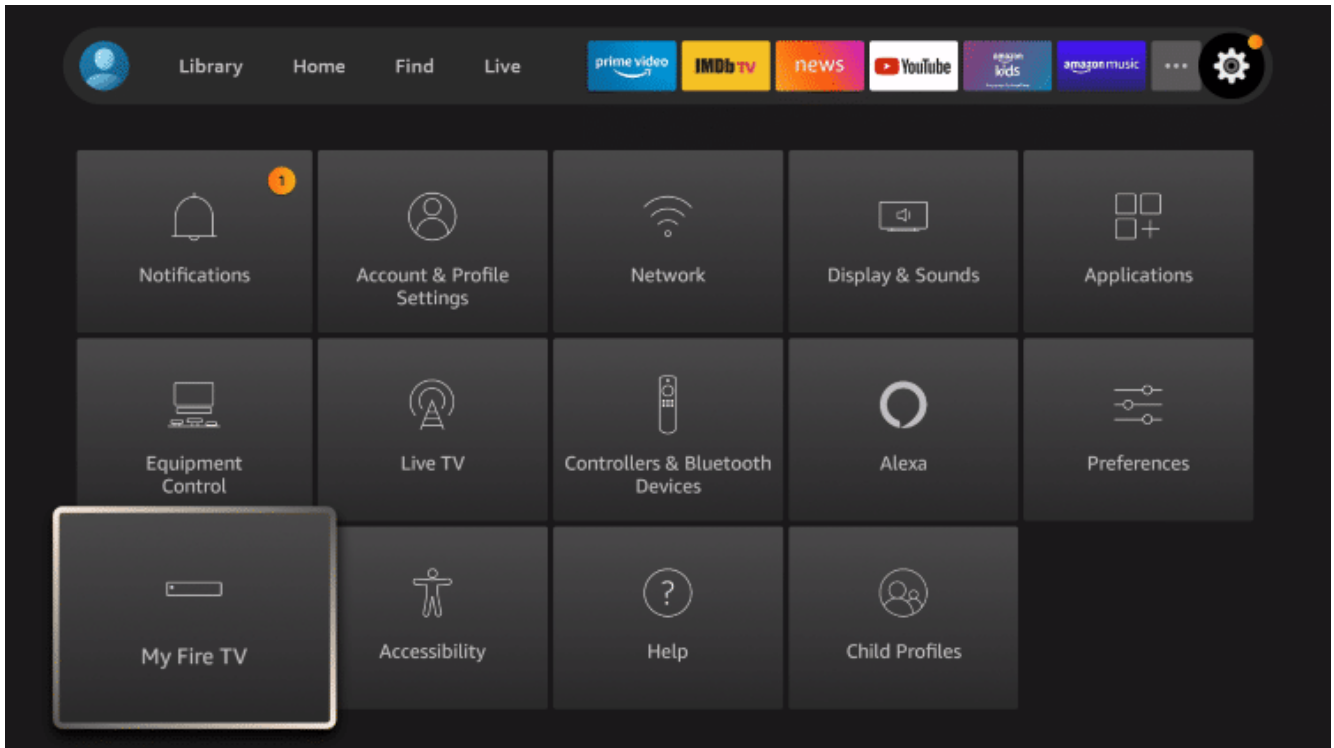 Library Home Find Live prime video IMDb TV news YouTube amazon kids amazon music
1
Notifications
Account & Profile
Settings
Network
Display & Sounds
Applications
Equipment
Control
Live TV
Controllers & Bluetooth
Devices
Alexa
Preferences
My Fire TV
Accessibility
?
Help
Child Profiles